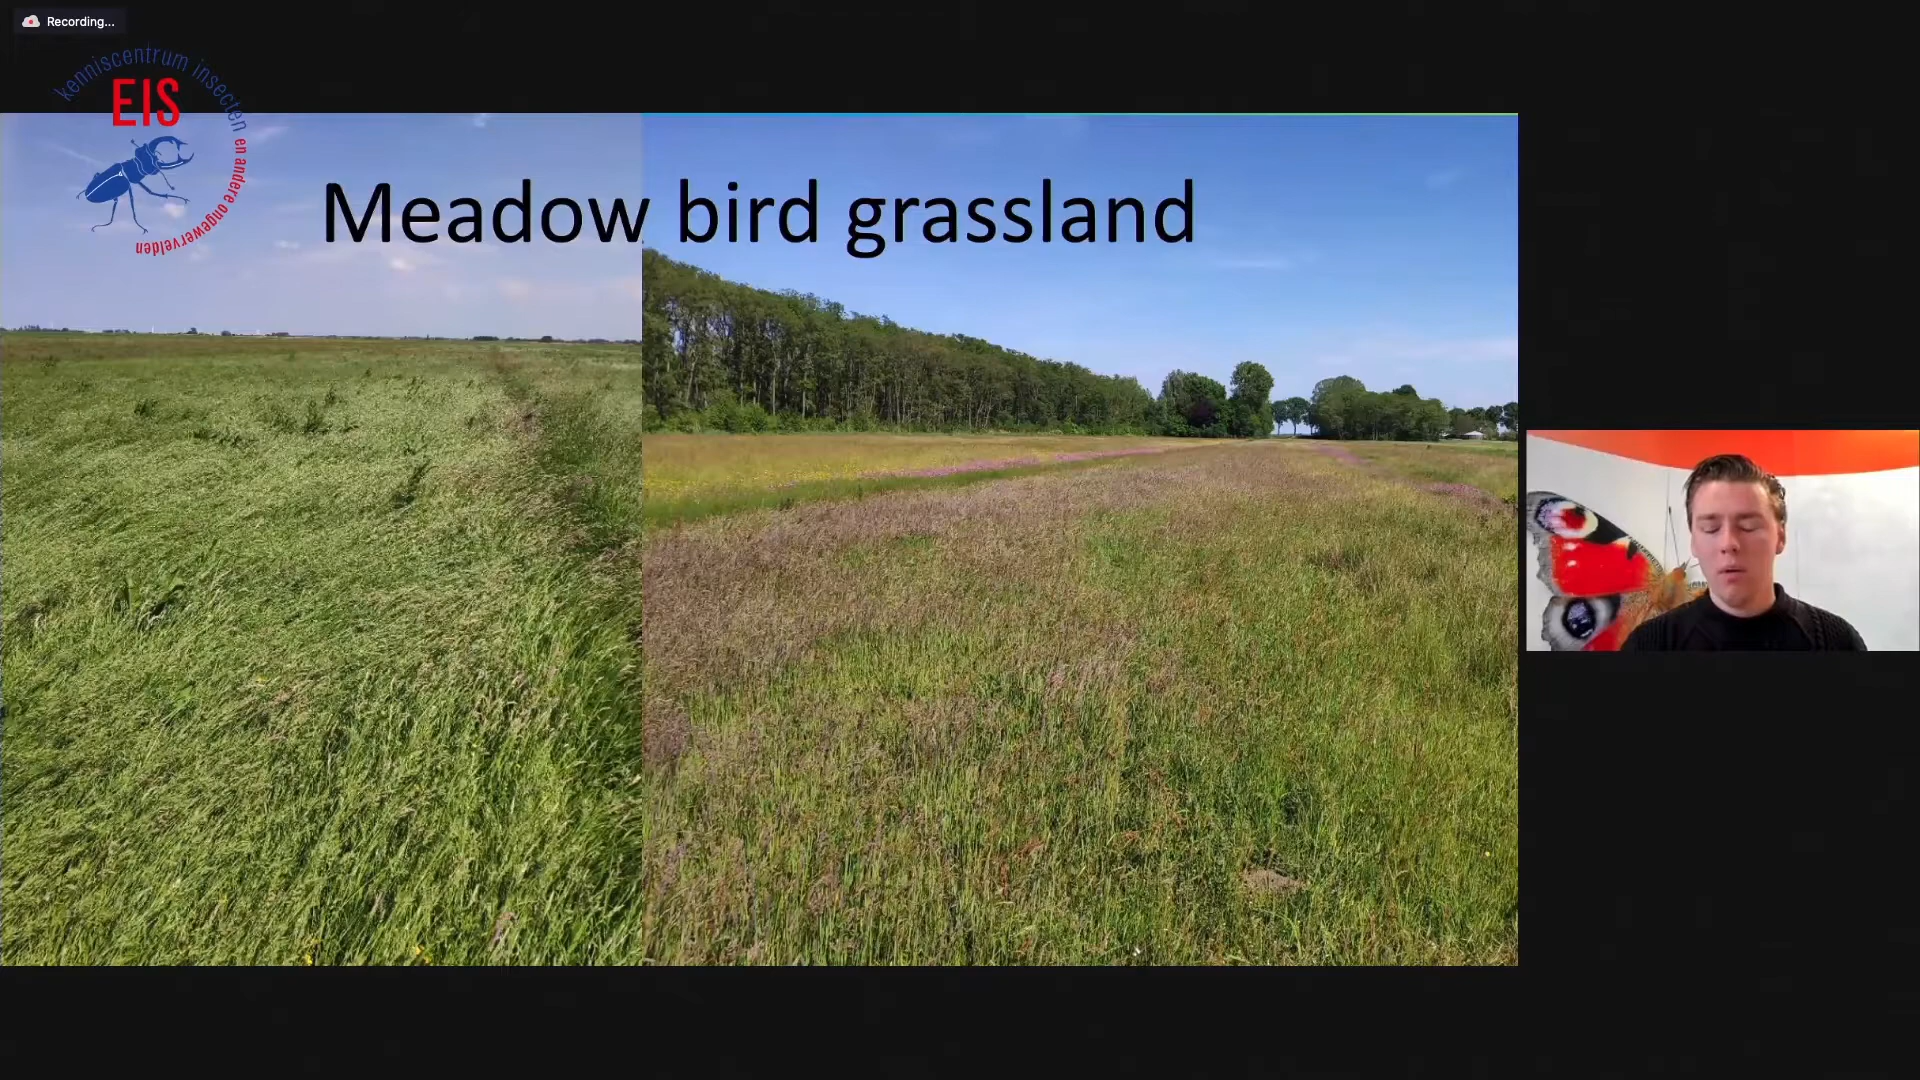 Recording...
kenniscentrum insecten en andere ongewervelden
EIS
Meadow bird grassland